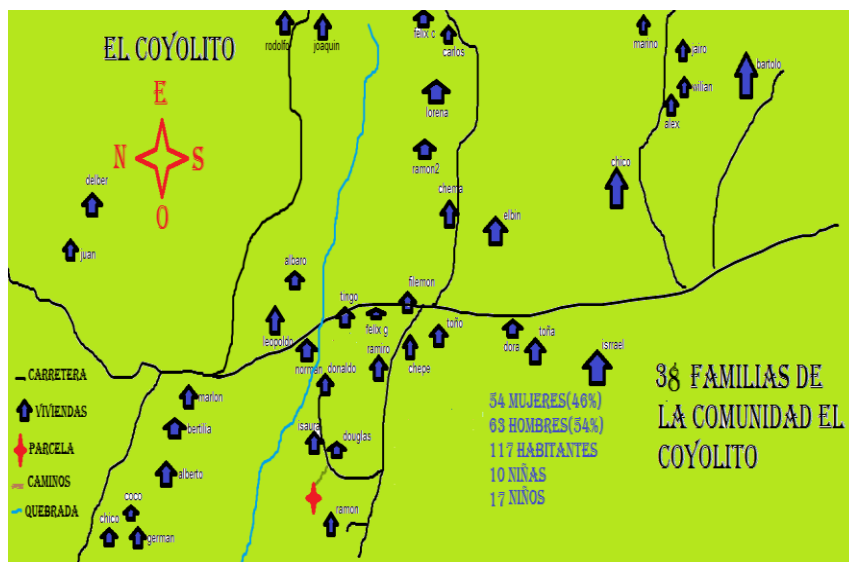 EL COYOLITO
E
N
S
O
rodolfo
joaquin
felix o
carlos
marino
jairo
wilian
alex
bartolo
lorena
ramon2
chema
elbin
chico
delber
juan
albaro
tingo
filemon
felix g
leopoldo
norman
ramiro
chepe
toño
dora
toña
isrrael
donaldo
marlon
bertilla
alberto
isaura
douglas
coco
chico
german
ramon
CARRETERA
VIVIENDAS
PARCELA
CAMINOS
QUEBRADA
54 MUJERES(46%)
63 HOMBRES(54%)
117 HABITANTES
10 NIÑAS
17 NIÑOS
38 FAMILIAS DE
LA COMUNIDAD EL
COYOLITO